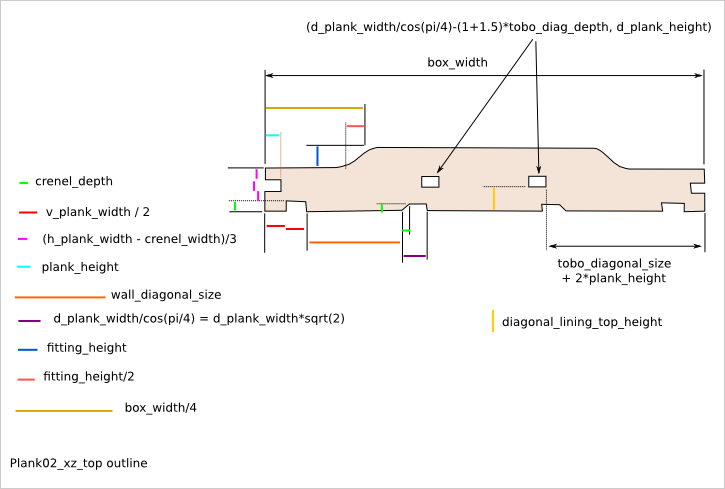 (d_plank_width/cos(pi/4)-(1+1.5)*tobo_diag_depth, d_plank_height)
box_width
crenel_depth
v_plank_width / 2
(h_plank_width - crenel_width)/3
plank_height
wall_diagonal_size
d_plank_width/cos(pi/4) = d_plank_width*sqrt(2)
fitting_height
fitting_height/2
box_width/4
tobo_diagonal_size
+ 2*plank_height
diagonal_lining_top_height
Plank02_xz_top outline